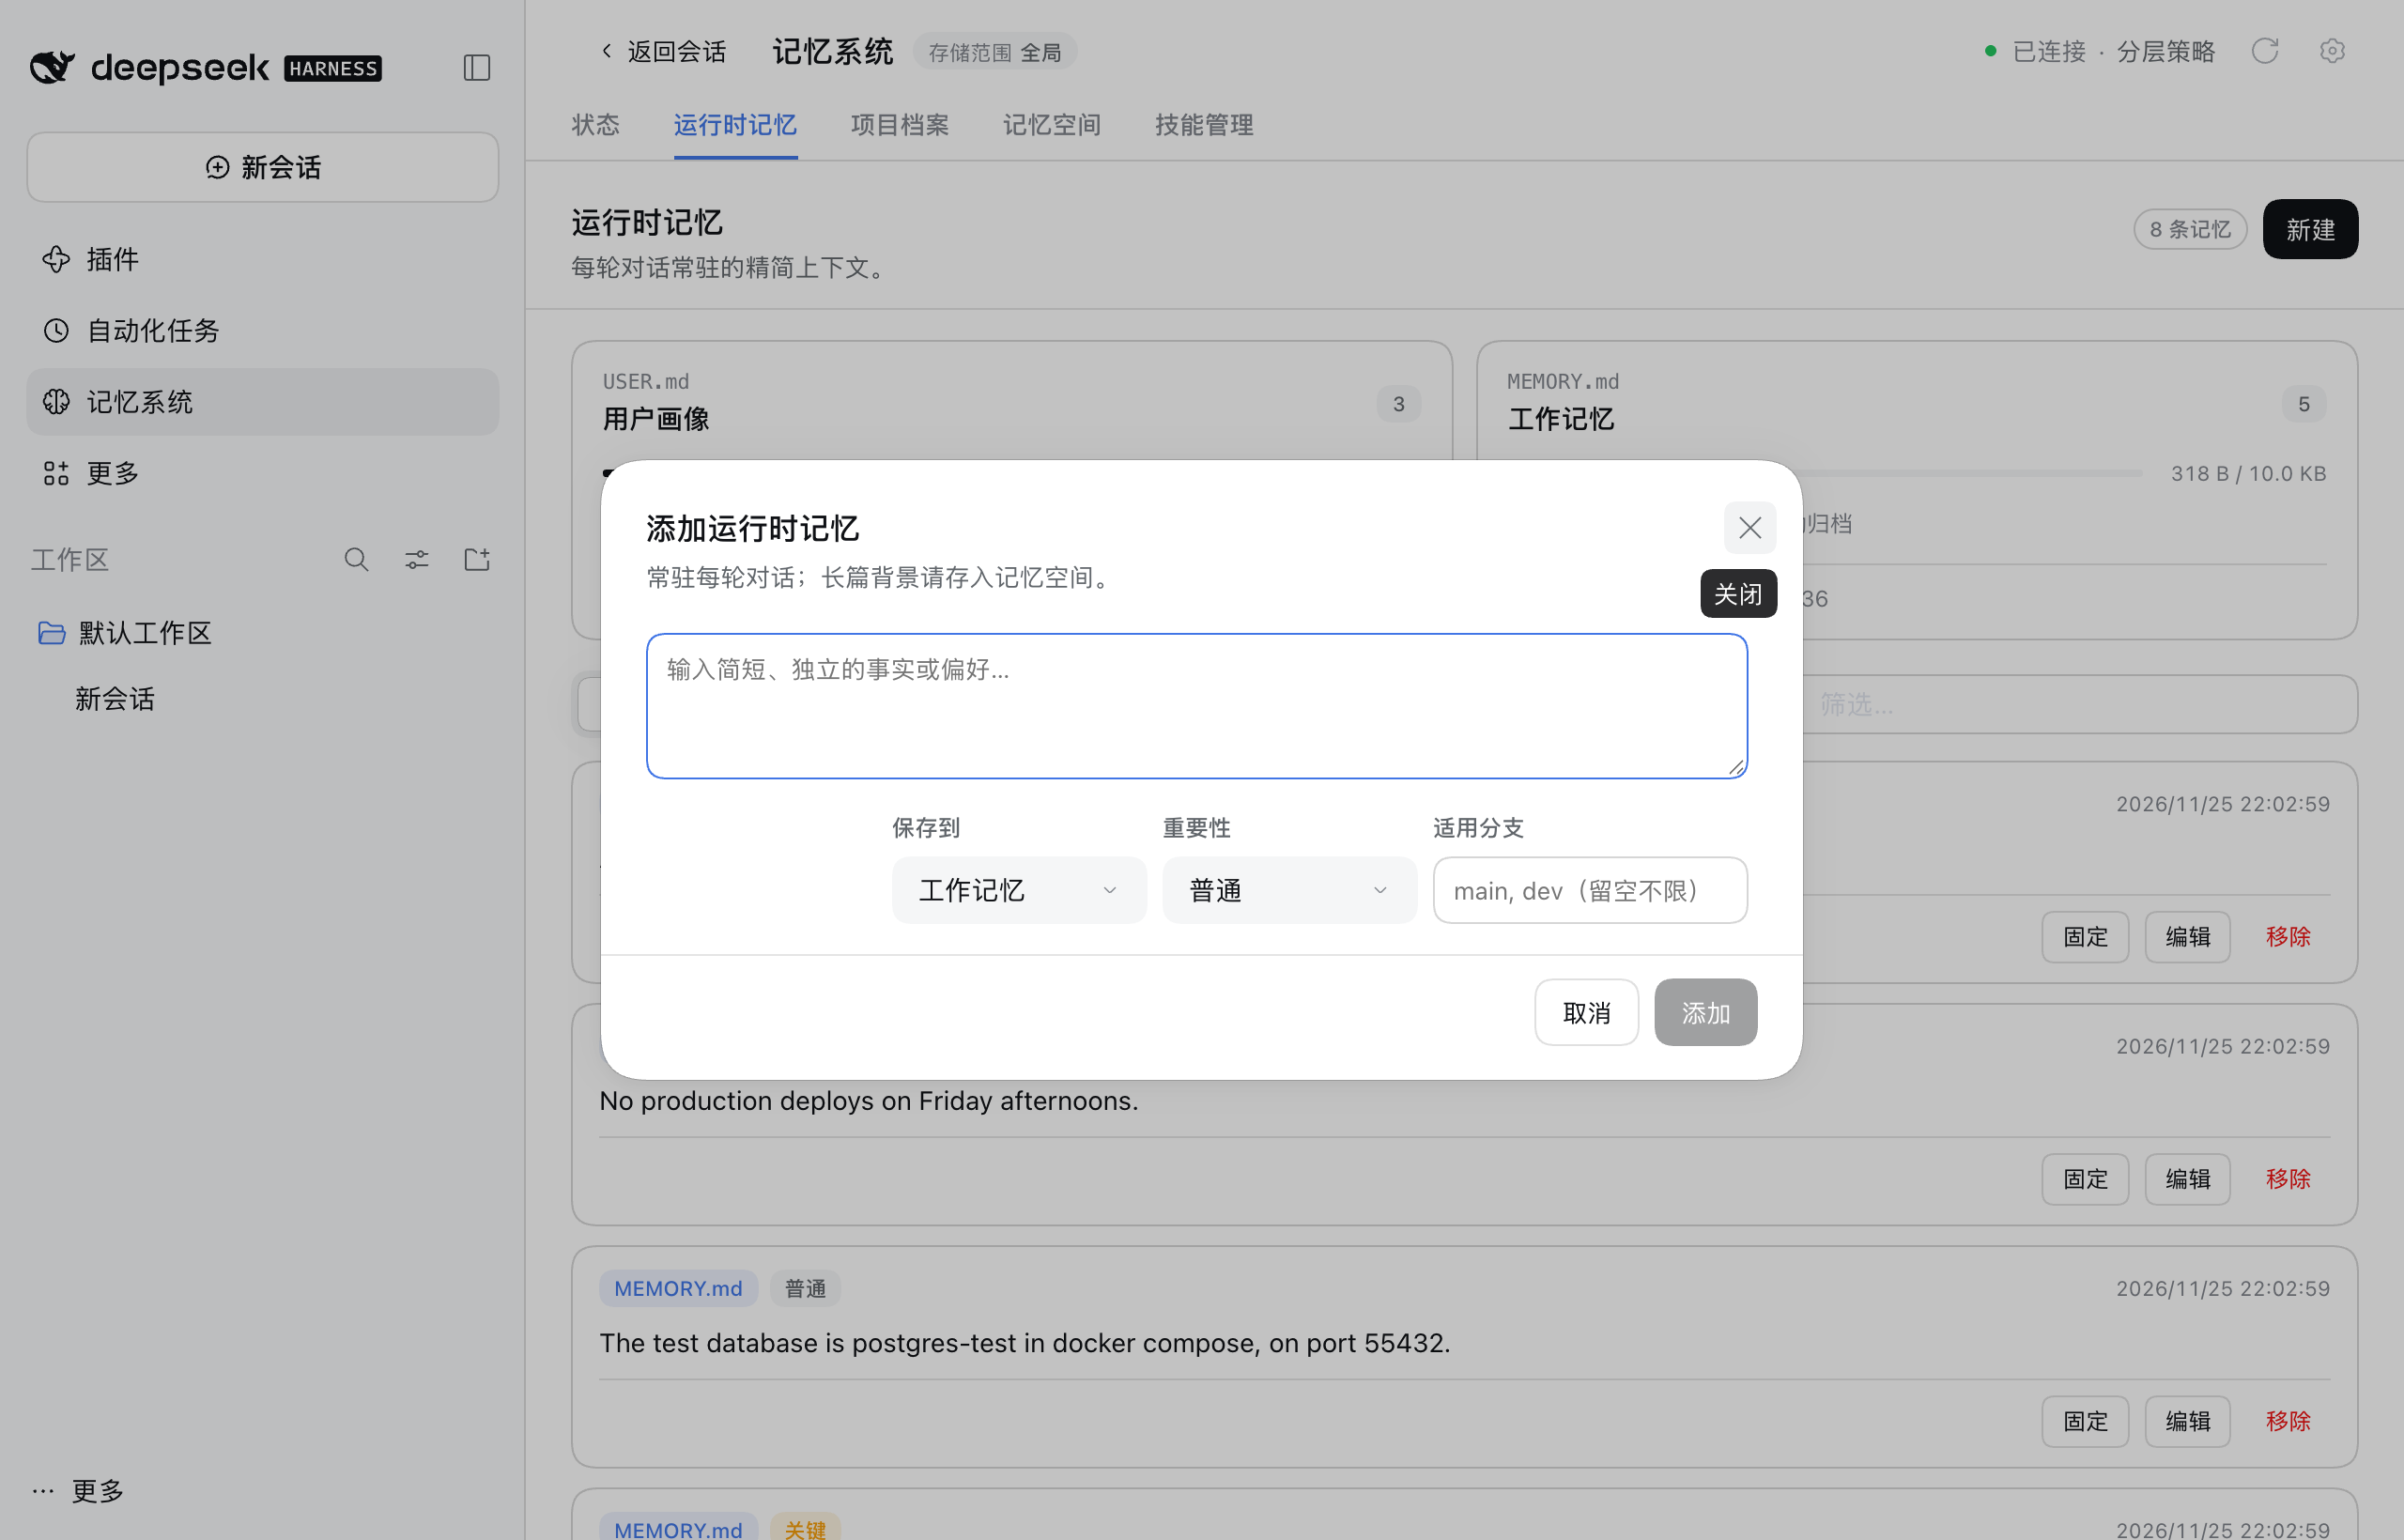 deepseek HARNESS
新会话
插件
自动化任务
记忆系统
更多
工作区
默认工作区
新会话
更多
返回会话
记忆系统
存储范围 全局
已连接 · 分层策略
状态
运行时记忆
项目档案
记忆空间
技能管理
运行时记忆
每轮对话常驻的精简上下文。
8 条记忆
新建
USER.md
用户画像
3
MEMORY.md
工作记忆
5
318 B / 10.0 KB
归档
36
筛选...
添加运行时记忆
常驻每轮对话；长篇背景请存入记忆空间。
关闭
输入简短、独立的事实或偏好...
保存到
重要性
适用分支
工作记忆
普通
main, dev（留空不限）
取消
添加
2026/11/25 22:02:59
固定
编辑
移除
2026/11/25 22:02:59
No production deploys on Friday afternoons.
固定
编辑
移除
MEMORY.md
普通
2026/11/25 22:02:59
The test database is postgres-test in docker compose, on port 55432.
固定
编辑
移除
MEMORY.md
关键
2026/11/25 22:02:59